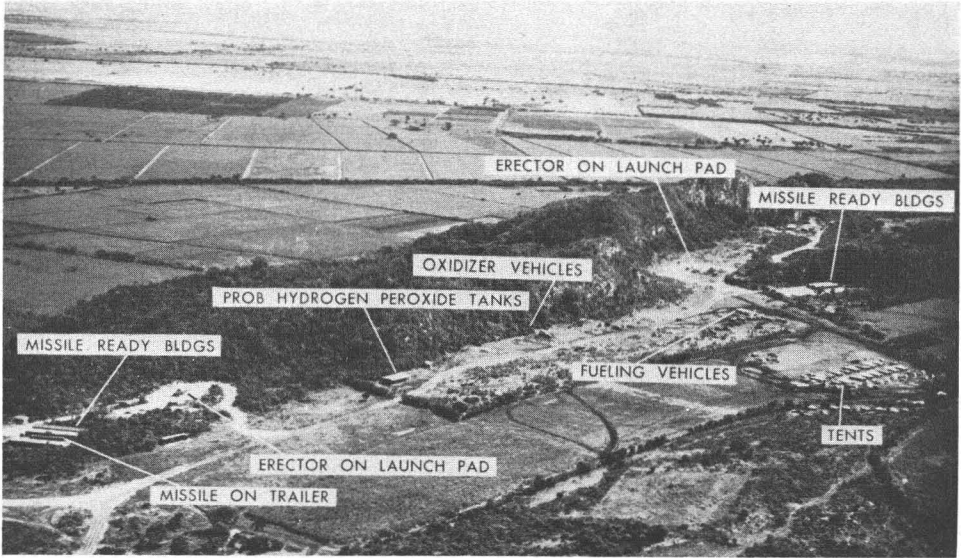 ERECTOR ON LAUNCH PAD
MISSILE READY BLDGS
OXIDIZER VEHICLES
PROB HYDROGEN PEROXIDE TANKS
MISSILE READY BLDGS
FUELING VEHICLES
TENTS
ERECTOR ON LAUNCH PAD
MISSILE ON TRAILER